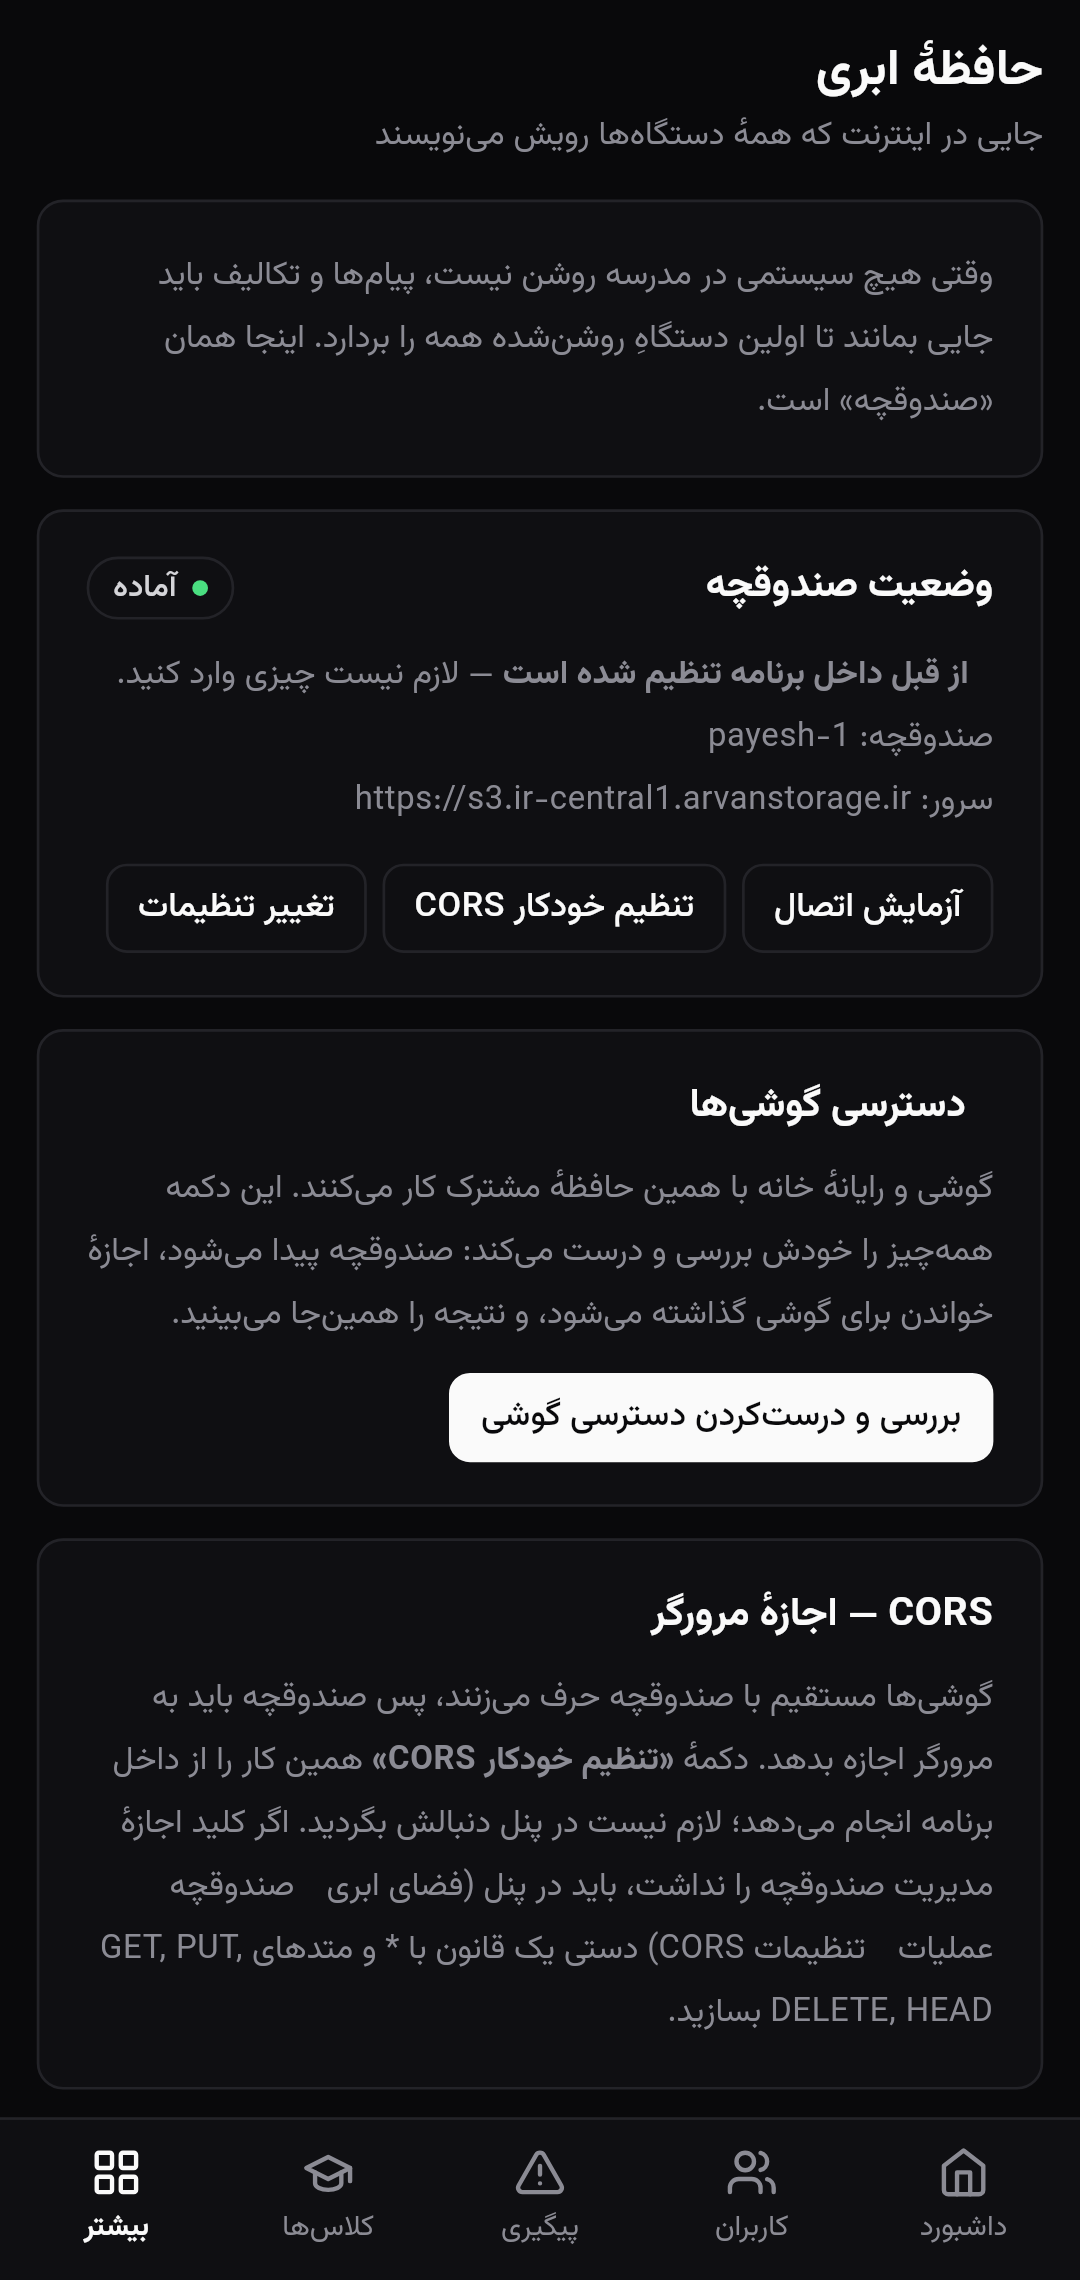 حافظهٔ ابری
جایی در اینترنت که همهٔ دستگاه‌ها رویش می‌نویسند
وقتی هیچ سیستمی در مدرسه روشن نیست، پیام‌ها و تکالیف باید
جایی بمانند تا اولین دستگاهِ روشن‌شده همه را بردارد. اینجا همان
«صندوقچه» است.
وضعیت صندوقچه
آماده
از قبل داخل برنامه تنظیم شده است — لازم نیست چیزی وارد کنید.
صندوقچه: payesh-1
سرور: https://s3.ir-central1.arvanstorage.ir
آزمایش اتصال
تنظیم خودکار CORS
تغییر تنظیمات
دسترسی گوشی‌ها
گوشی و رایانهٔ خانه با همین حافظهٔ مشترک کار می‌کنند. این دکمه
همه‌چیز را خودش بررسی و درست می‌کند: صندوقچه پیدا می‌شود، اجازهٔ
خواندن برای گوشی گذاشته می‌شود، و نتیجه را همین‌جا می‌بینید.
بررسی و درست‌کردن دسترسی گوشی
CORS — اجازهٔ مرورگر
گوشی‌ها مستقیم با صندوقچه حرف می‌زنند، پس صندوقچه باید به
مرورگر اجازه بدهد. دکمهٔ «تنظیم خودکار CORS» همین کار را از داخل
برنامه انجام می‌دهد؛ لازم نیست در پنل دنبالش بگردید. اگر کلید اجازهٔ
مدیریت صندوقچه را نداشت، باید در پنل (فضای ابری صندوقچه
عملیات تنظیمات CORS) دستی یک قانون با * و متدهای GET, PUT,
DELETE, HEAD بسازید.
داشبورد
کاربران
پیگیری
کلاس‌ها
بیشتر